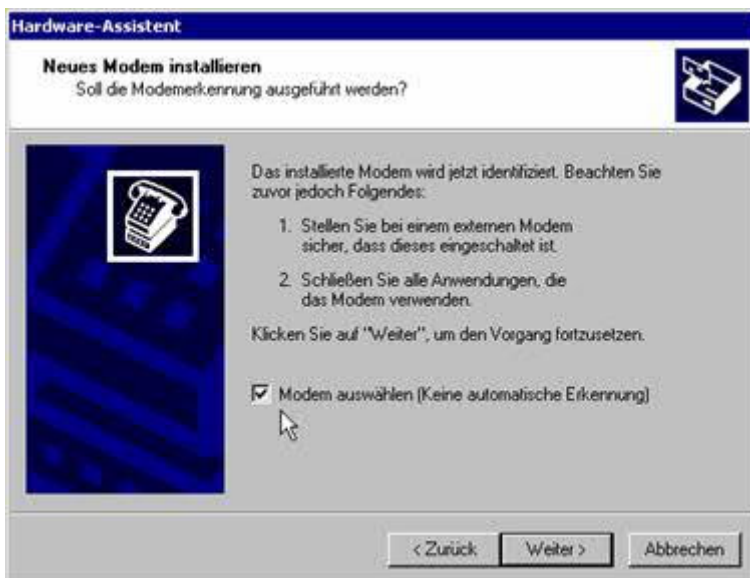 Hardware-Assistent
Neues Modem installieren
Soll die Modemerkennung ausgeführt werden?
Das installierte Modem wird jetzt identifiziert. Beachten Sie
zuvor jedoch Folgendes:
1. Stellen Sie bei einem externen Modem
sicher, dass dieses eingeschaltet ist.
2. Schließen Sie alle Anwendungen, die
das Modem verwenden.
Klicken Sie auf "Weiter", um den Vorgang fortzusetzen.
Modem auswählen (Keine automatische Erkennung)
< Zurück
Weiter >
Abbrechen